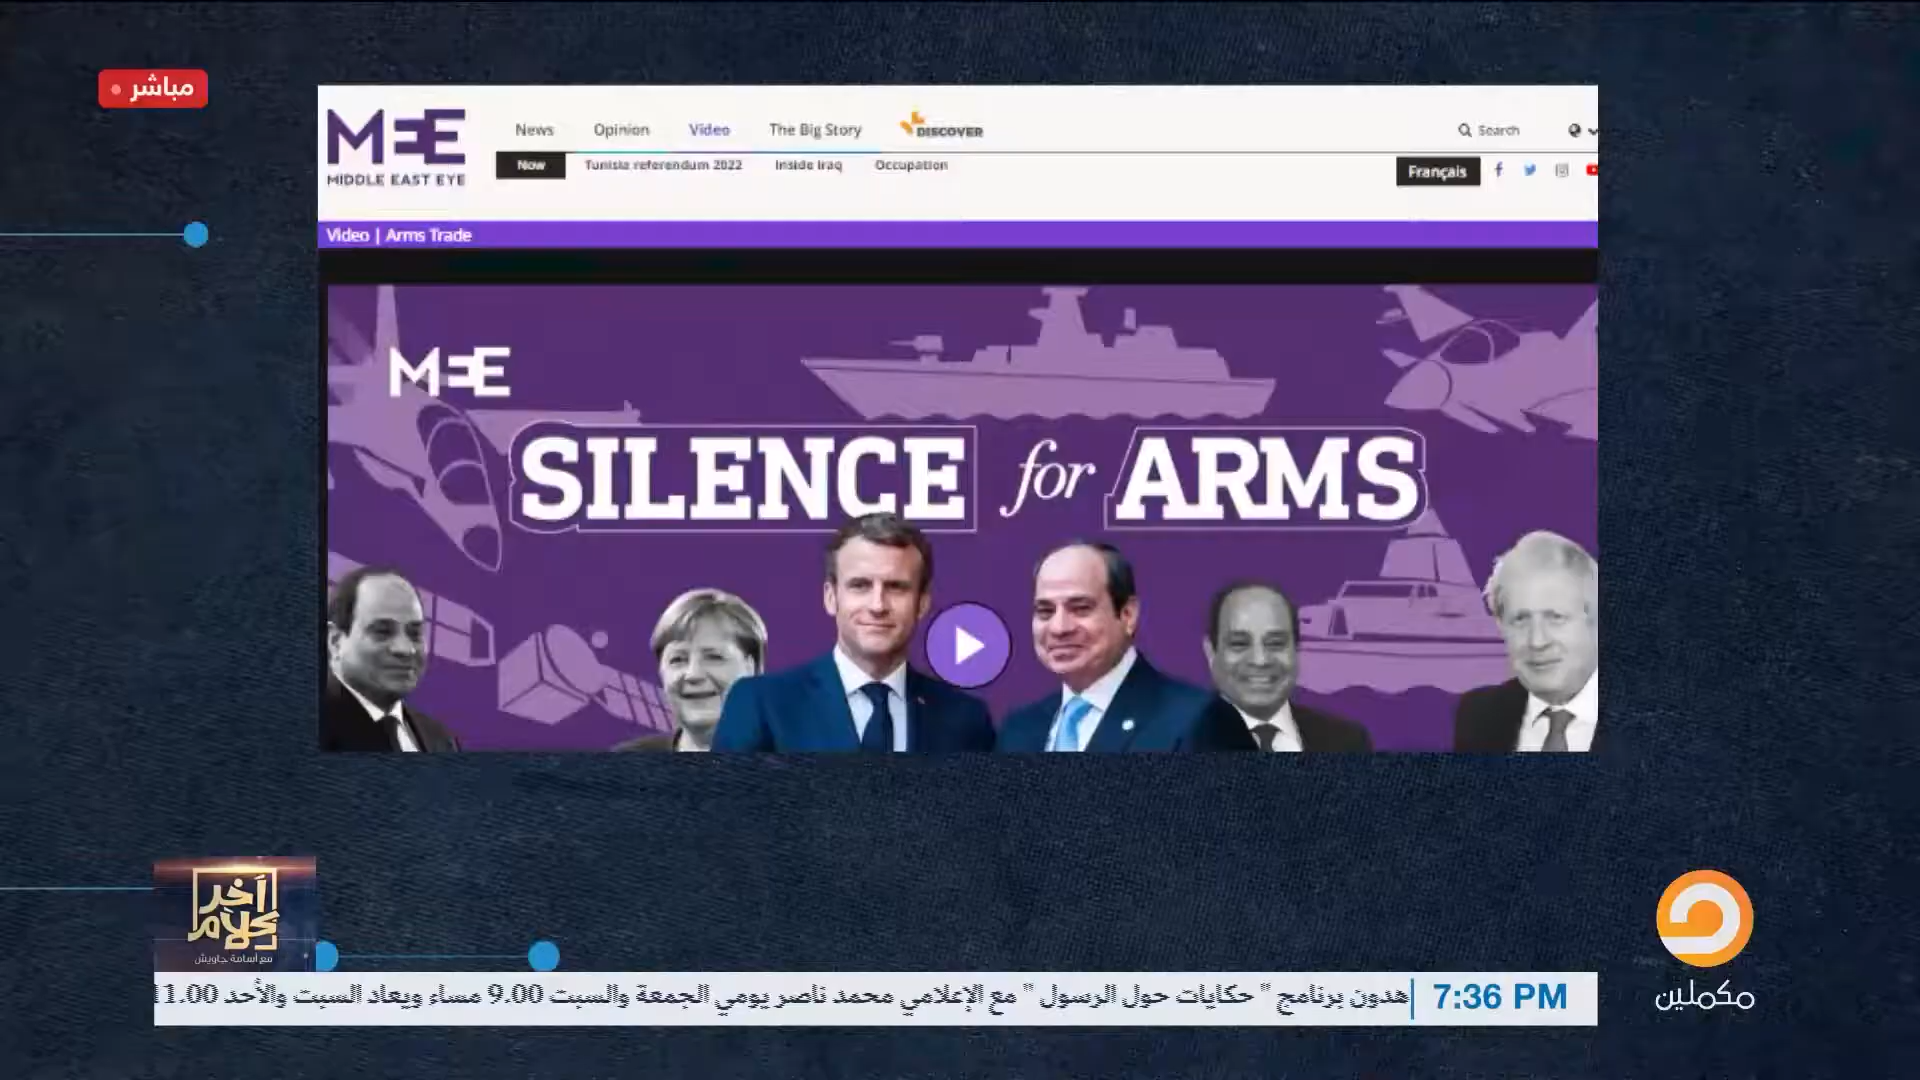 مباشر
MEE
MIDDLE EAST EYE
News Opinion Video The Big Story DISCOVER
Search
Now Tunisia referendum 2022 Inside Iraq Occupation
Français
Video | Arms Trade
MEE
SILENCE for ARMS
آخر
كلام
مع أسامة جاويش
هدون برنامج " حكايات حول الرسول " مع الإعلامي محمد ناصر يومي الجمعة والسبت 9.00 مساء ويعاد السبت والأحد 11.00
7:36 PM
مكملين